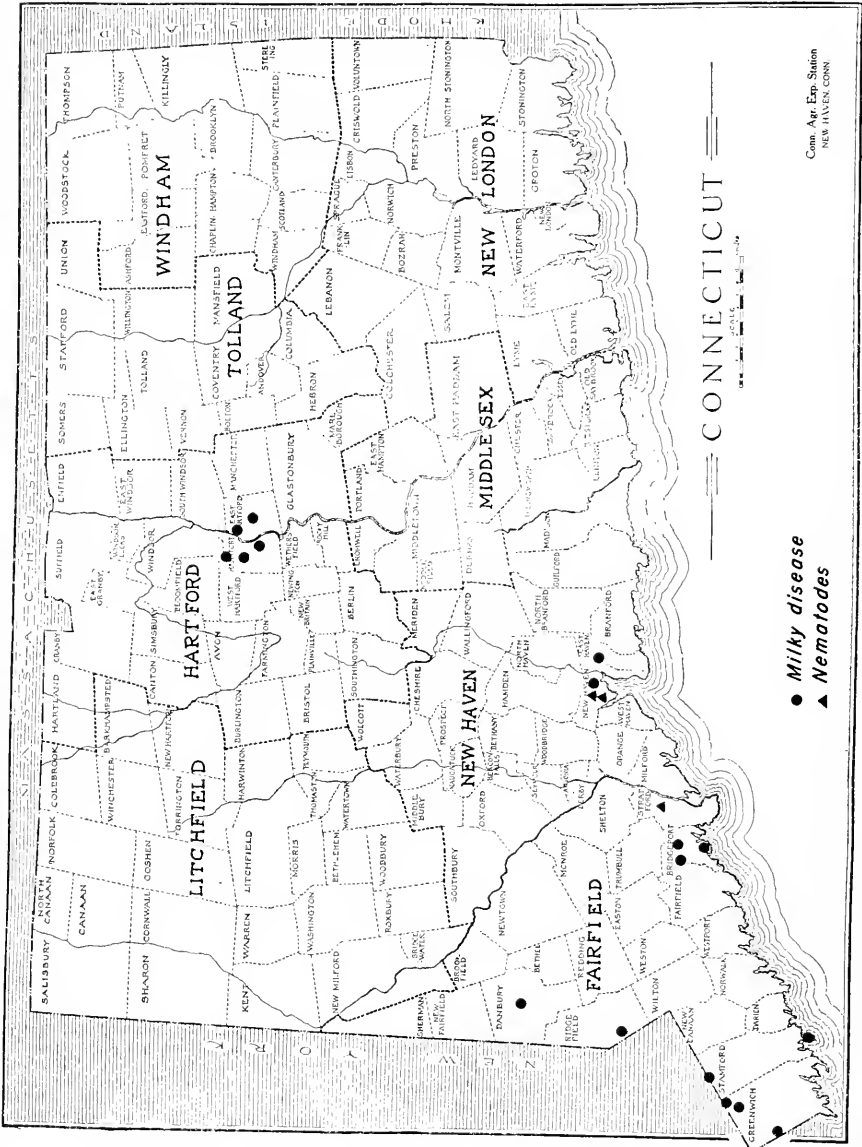 MASSACHUSETTS
RHODE ISLAND
NEW YORK
SALISBURY
NORTH CANAAN
NORFOLK
COLEBROOK
HARTLAND
GRANBY
SUFFIELD
ENFIELD
SOMERS
STAFFORD
UNION
WOODSTOCK
THOMPSON
CANAAN
WINCHESTER
BARKHAMSTED
EAST GRANBY
WINDSOR LOCKS
EAST WINDSOR
ELLINGTON
WILLINGTON
ASHFORD
EASTFORD
POMFRET
PUTNAM
KILLINGLY
SHARON
CORNWALL
GOSHEN
TORRINGTON
NEW HARTFORD
CANTON
SIMSBURY
BLOOMFIELD
WINDSOR
SOUTH WINDSOR
VERNON
TOLLAND
WINDHAM
LITCHFIELD
HARTFORD
TOLLAND
COVENTRY
MANSFIELD
CHAPLIN
HAMPTON
BROOKLYN
KENT
WARREN
LITCHFIELD
HARWINTON
BURLINGTON
AVON
WEST HARTFORD
HARTFORD
EAST HARTFORD
MANCHESTER
BOLTON
ANDOVER
COLUMBIA
WINDHAM
SCOTLAND
CANTERBURY
PLAINFIELD
STERLING
WASHINGTON
MORRIS
THOMASTON
PLYMOUTH
BRISTOL
FARMINGTON
PLAINVILLE
NEW BRITAIN
NEWINGTON
WETHERSFIELD
ROCKY HILL
GLASTONBURY
HEBRON
MARLBOROUGH
LEBANON
FRANKLIN
SPRAGUE
LISBON
GRISWOLD
VOLUNTOWN
NEW MILFORD
BETHLEHEM
WATERTOWN
WOLCOTT
SOUTHINGTON
BERLIN
CROMWELL
PORTLAND
EAST HAMPTON
COLCHESTER
BOZRAH
NORWICH
PRESTON
NORTH STONINGTON
SHERMAN
NEW FAIRFIELD
BRIDGEWATER
ROXBURY
WOODBURY
MIDDLEBURY
WATERBURY
CHESHIRE
MERIDEN
MIDDLETOWN
BROOKFIELD
SOUTHBURY
NAUGATUCK
PROSPECT
WALLINGFORD
DURHAM
HADDAM
EAST HADDAM
SALEM
MONTVILLE
LEDYARD
DANBURY
NEWTOWN
OXFORD
BEACON FALLS
BETHANY
HAMDEN
NEW HAVEN
MIDDLESEX
NEW LONDON
BETHEL
MONROE
SEYMOUR
WOODBRIDGE
NORTH HAVEN
NORTH BRANFORD
GUILFORD
MADISON
CHESTER
LYME
EAST LYME
WATERFORD
NEW LONDON
GROTON
STONINGTON
RIDGEFIELD
REDDING
FAIRFIELD
SHELTON
ANSONIA
DERBY
ORANGE
WEST HAVEN
NEW HAVEN
EAST HAVEN
BRANFORD
CLINTON
OLD SAYBROOK
OLD LYME
EASTON
TRUMBULL
STRATFORD
MILFORD
WILTON
WESTON
FAIRFIELD
BRIDGEPORT
NEW CANAAN
NORWALK
WESTPORT
STAMFORD
DARIEN
GREENWICH
CONNECTICUT
SCALE
● Milky disease
▲ Nematodes
Conn. Agr. Exp. Station
NEW HAVEN, CONN.